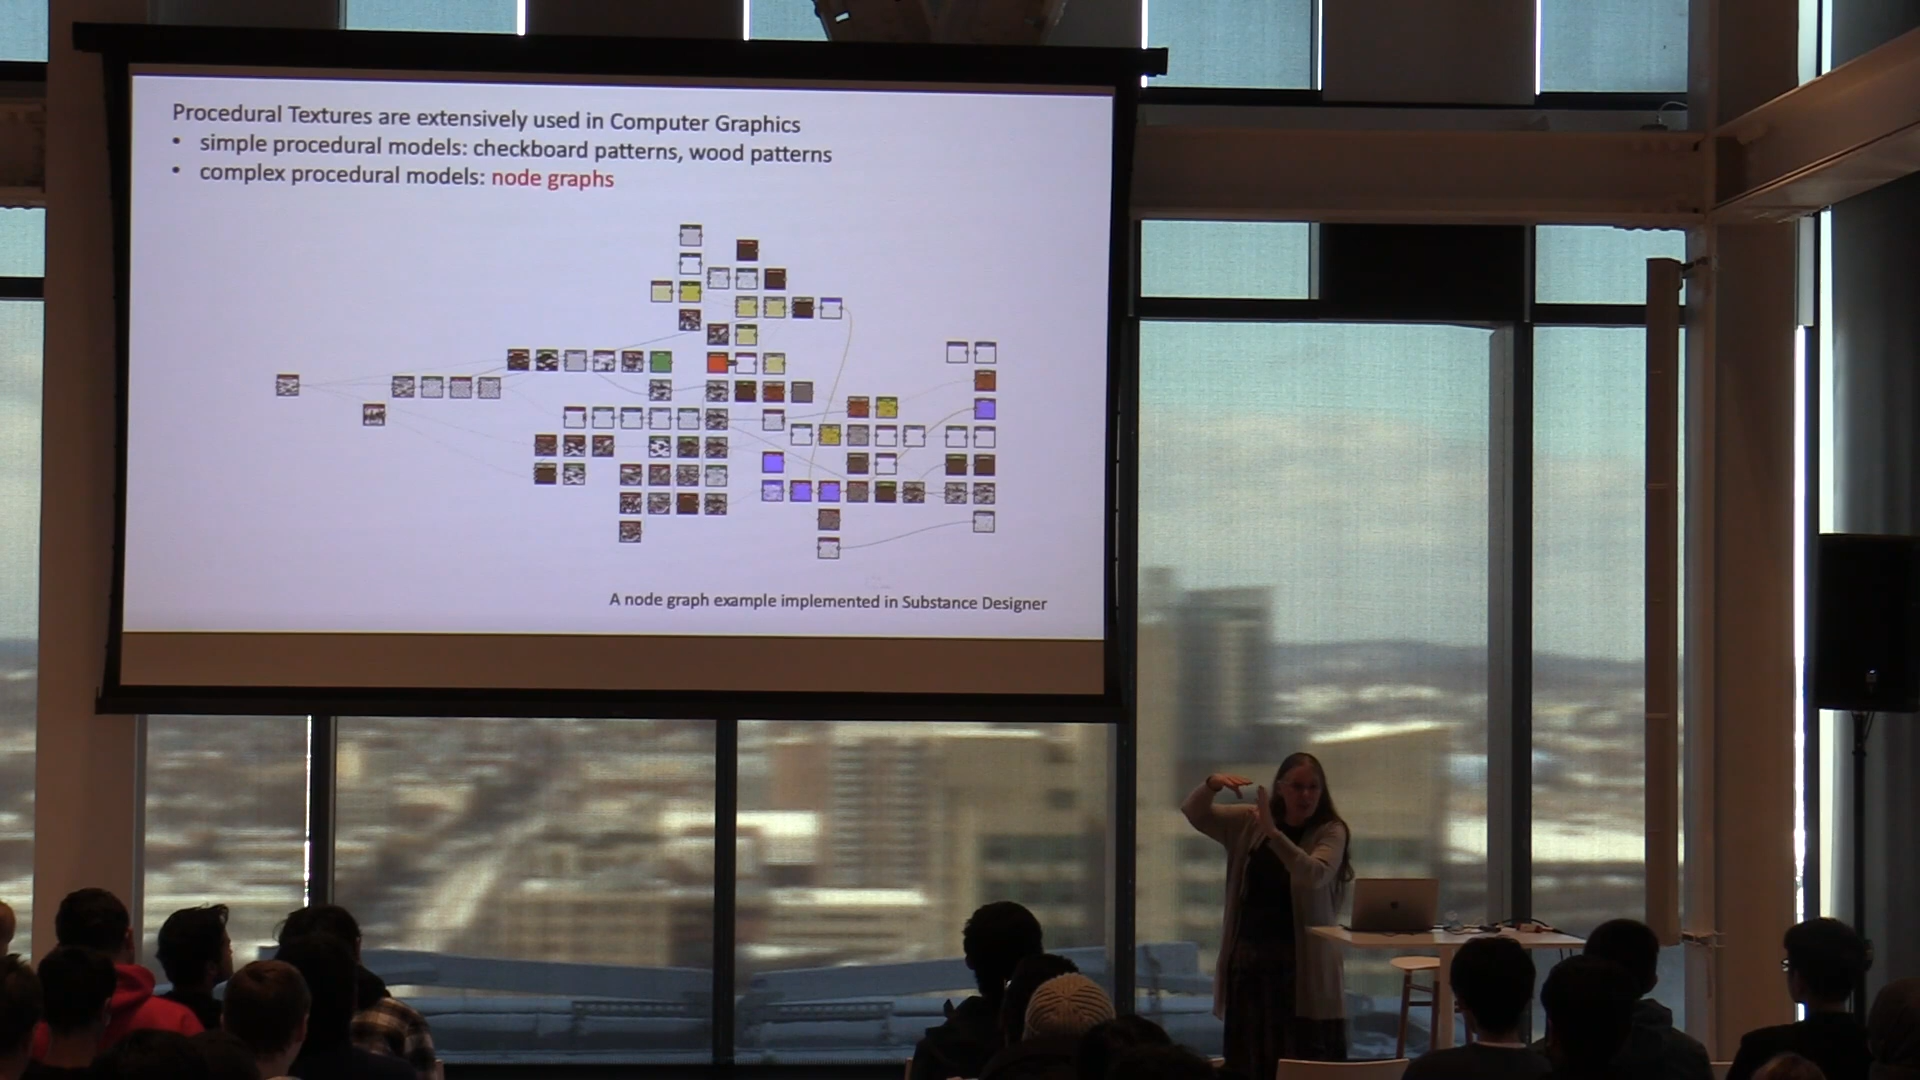 Procedural Textures are extensively used in Computer Graphics
• simple procedural models: checkboard patterns, wood patterns
• complex procedural models: node graphs
A node graph example implemented in Substance Designer